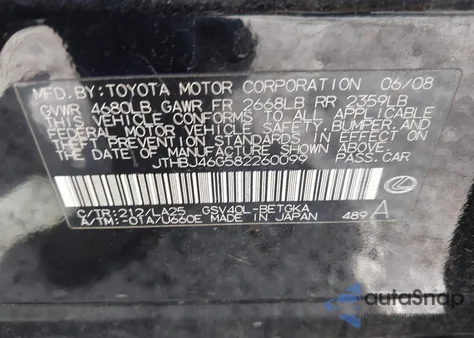 MFD.BY:TOYOTA MOTOR CORPORATION 06/08
GVWR 4680LB GAWR FR 2668LB RR 2359LB
THIS VEHICLE CONFORMS TO ALL APPLICABLE
FEDERAL MOTOR VEHICLE SAFETY, BUMPER, AND
THEFT PREVENTION STANDARDS IN EFFECT ON
THE DATE OF MANUFACTURE SHOWN ABOVE.
JTHBJ46G582260099 PASS.CAR
C/TR:212/LA25 GSV40L-BETGKA
A/TM:-01A/U660E MADE IN JAPAN 489 A
autoSnap